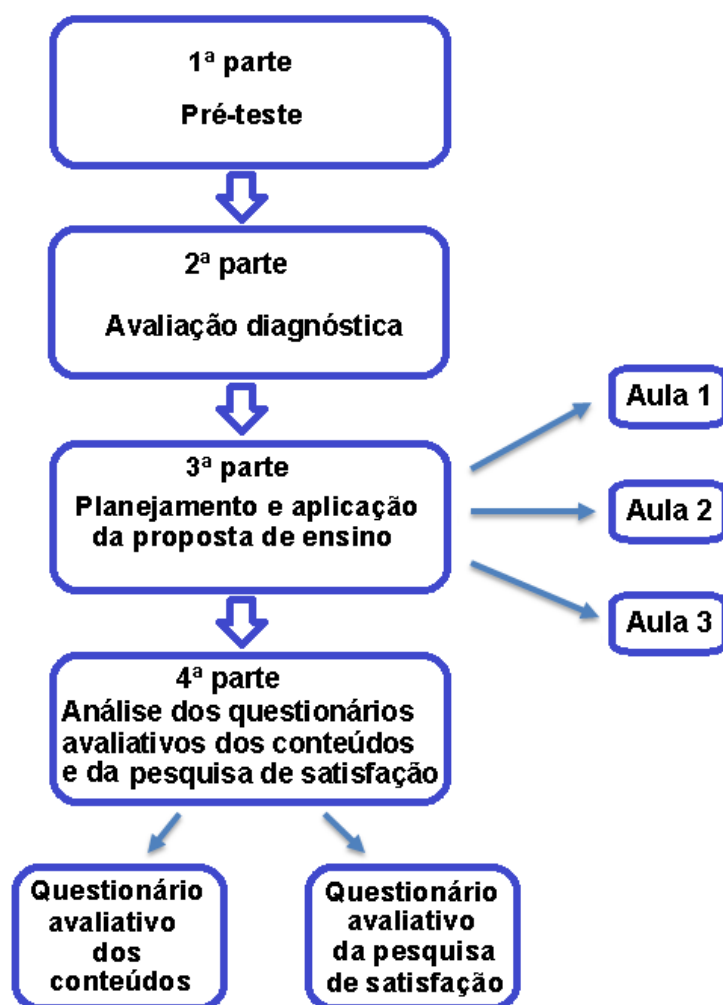 1ª parte
Pré-teste
2ª parte
Avaliação diagnóstica
3ª parte
Planejamento e aplicação
da proposta de ensino
Aula 1
Aula 2
Aula 3
4ª parte
Análise dos questionários
avaliativos dos conteúdos
e da pesquisa de satisfação
Questionário
avaliativo
dos
conteúdos
Questionário
avaliativo
da pesquisa
de satisfação